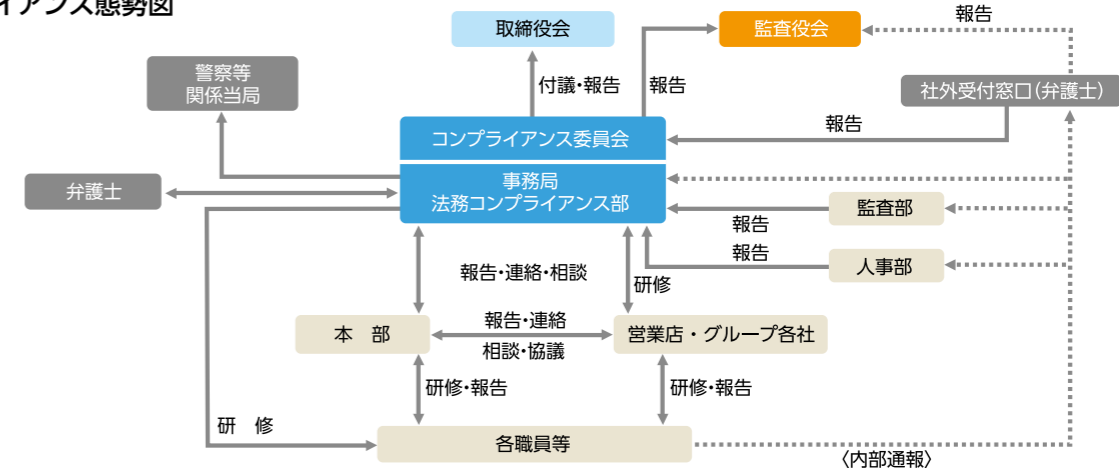 イアンス態勢図
報告
取締役会
監査役会
警察等
関係当局
付議・報告
報告
社外受付窓口(弁護士)
報告
コンプライアンス委員会
事務局
法務コンプライアンス部
弁護士
監査部
報告
報告
人事部
報告・連絡・相談
研修
本 部
報告・連絡
相談・協議
営業店・グループ各社
研修・報告
研修・報告
研 修
各職員等
〈内部通報〉